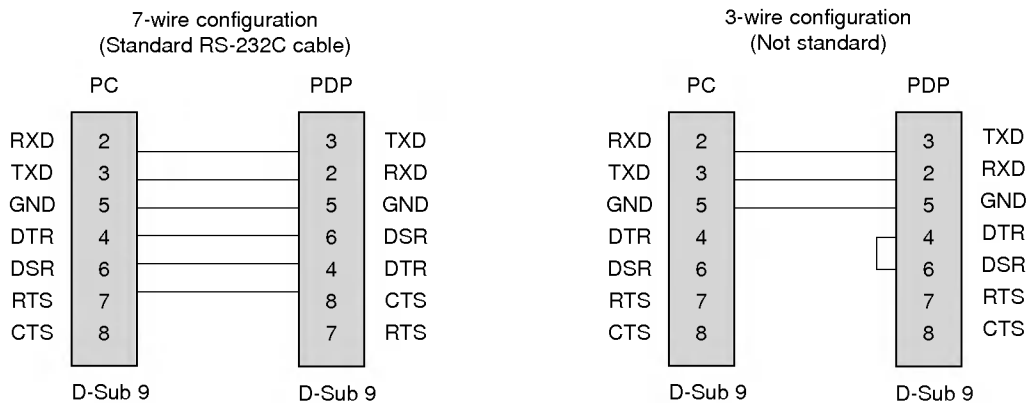 7-wire configuration
(Standard RS-232C cable)
PC PDP
RXD 2 3 TXD
TXD 3 2 RXD
GND 5 5 GND
DTR 4 6 DSR
DSR 6 4 DTR
RTS 7 8 CTS
CTS 8 7 RTS
D-Sub 9 D-Sub 9
3-wire configuration
(Not standard)
PC PDP
RXD 2 3 TXD
TXD 3 2 RXD
GND 5 5 GND
DTR 4 4 DTR
DSR 6 6 DSR
RTS 7 7 RTS
CTS 8 8 CTS
D-Sub 9 D-Sub 9